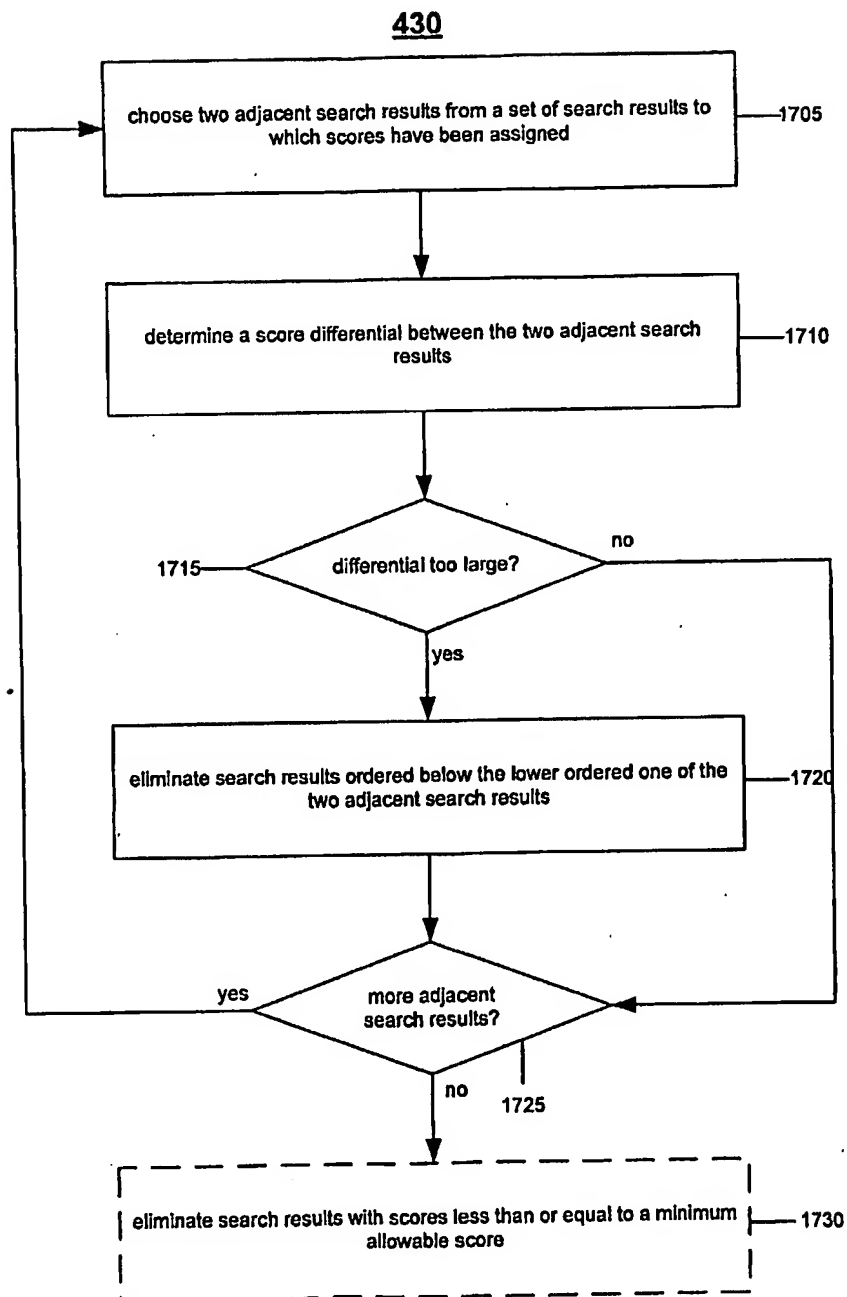 430
choose two adjacent search results from a set of search results to
which scores have been assigned
1705
determine a score differential between the two adjacent search
results
1710
1715
differential too large?
no
yes
eliminate search results ordered below the lower ordered one of the
two adjacent search results
1720
yes
more adjacent
search results?
no
1725
eliminate search results with scores less than or equal to a minimum
allowable score
1730